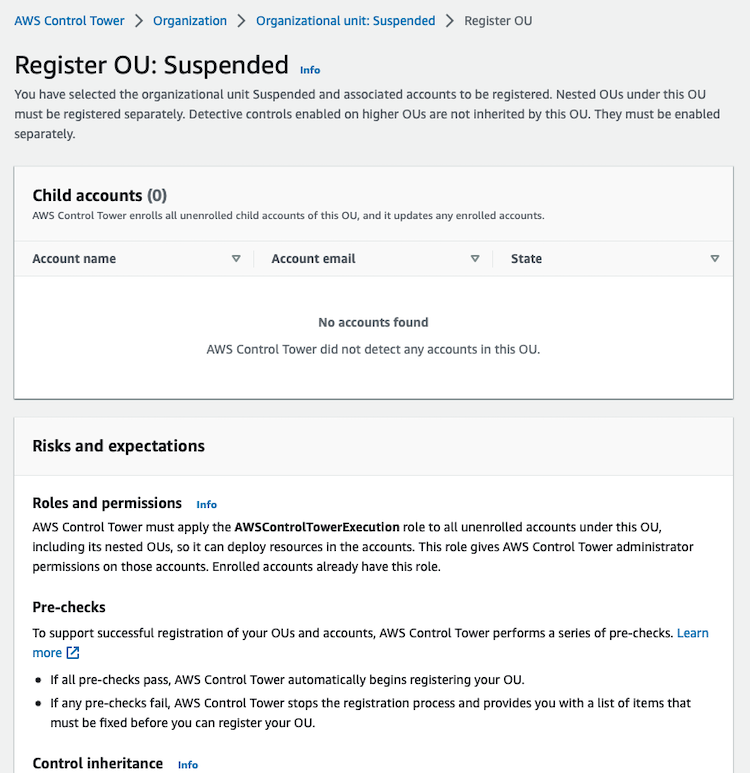 AWS Control Tower > Organization > Organizational unit: Suspended > Register OU
Register OU: Suspended Info
You have selected the organizational unit Suspended and associated accounts to be registered. Nested OUs under this OU
must be registered separately. Detective controls enabled on higher OUs are not inherited by this OU. They must be enabled
separately.
Child accounts (0)
AWS Control Tower enrolls all unenrolled child accounts of this OU, and it updates any enrolled accounts.
Account name Account email State
No accounts found
AWS Control Tower did not detect any accounts in this OU.
Risks and expectations
Roles and permissions Info
AWS Control Tower must apply the AWSControlTowerExecution role to all unenrolled accounts under this OU,
including its nested OUs, so it can deploy resources in the accounts. This role gives AWS Control Tower administrator
permissions on those accounts. Enrolled accounts already have this role.
Pre-checks
To support successful registration of your OUs and accounts, AWS Control Tower performs a series of pre-checks. Learn
more
• If all pre-checks pass, AWS Control Tower automatically begins registering your OU.
• If any pre-checks fail, AWS Control Tower stops the registration process and provides you with a list of items that
must be fixed before you can register your OU.
Control inheritance Info